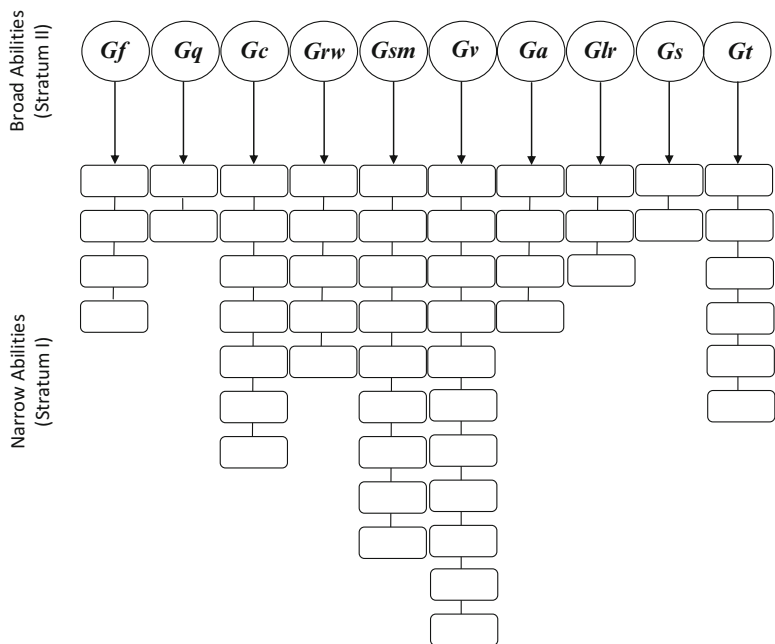 Broad Abilities
(Stratum II)
Gf Gq Gc Grw Gsm Gv Ga Glr Gs Gt
Narrow Abilities
(Stratum I)